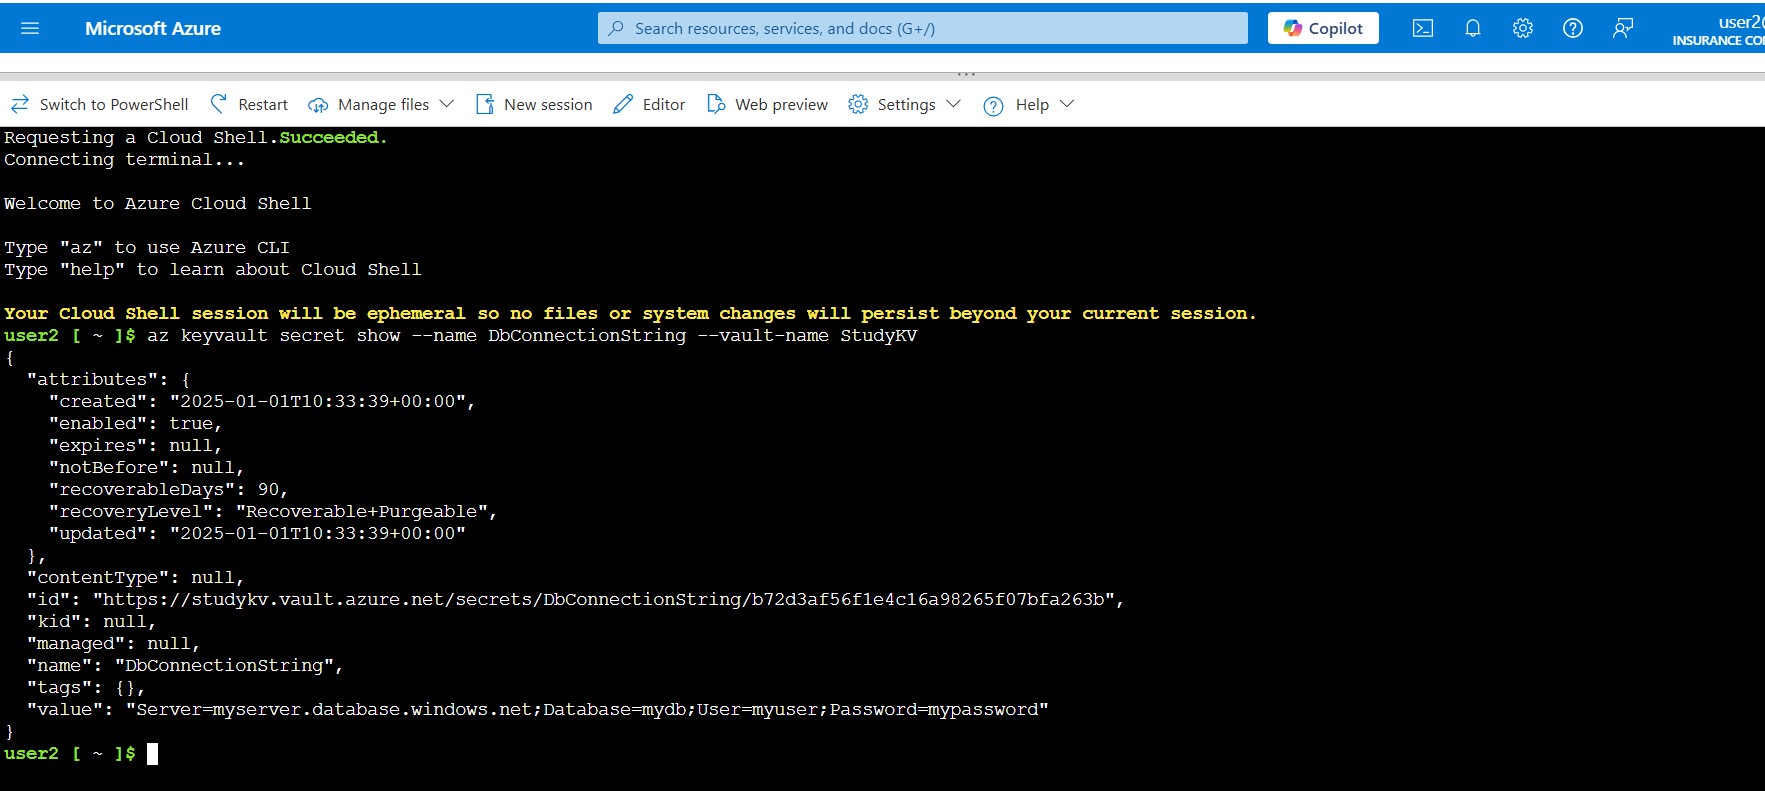 Microsoft Azure
Search resources, services, and docs (G+/)
Copilot
user2@
INSURANCE CO
Switch to PowerShell Restart Manage files New session Editor Web preview Settings Help
Requesting a Cloud Shell.Succeeded.
Connecting terminal...
Welcome to Azure Cloud Shell
Type "az" to use Azure CLI
Type "help" to learn about Cloud Shell
Your Cloud Shell session will be ephemeral so no files or system changes will persist beyond your current session.
user2 [ ~ ]$ az keyvault secret show --name DbConnectionString --vault-name StudyKV
{
  "attributes": {
    "created": "2025-01-01T10:33:39+00:00",
    "enabled": true,
    "expires": null,
    "notBefore": null,
    "recoverableDays": 90,
    "recoveryLevel": "Recoverable+Purgeable",
    "updated": "2025-01-01T10:33:39+00:00"
  },
  "contentType": null,
  "id": "https://studykv.vault.azure.net/secrets/DbConnectionString/b72d3af56f1e4c16a98265f07bfa263b",
  "kid": null,
  "managed": null,
  "name": "DbConnectionString",
  "tags": {},
  "value": "Server=myserver.database.windows.net;Database=mydb;User=myuser;Password=mypassword"
}
user2 [ ~ ]$